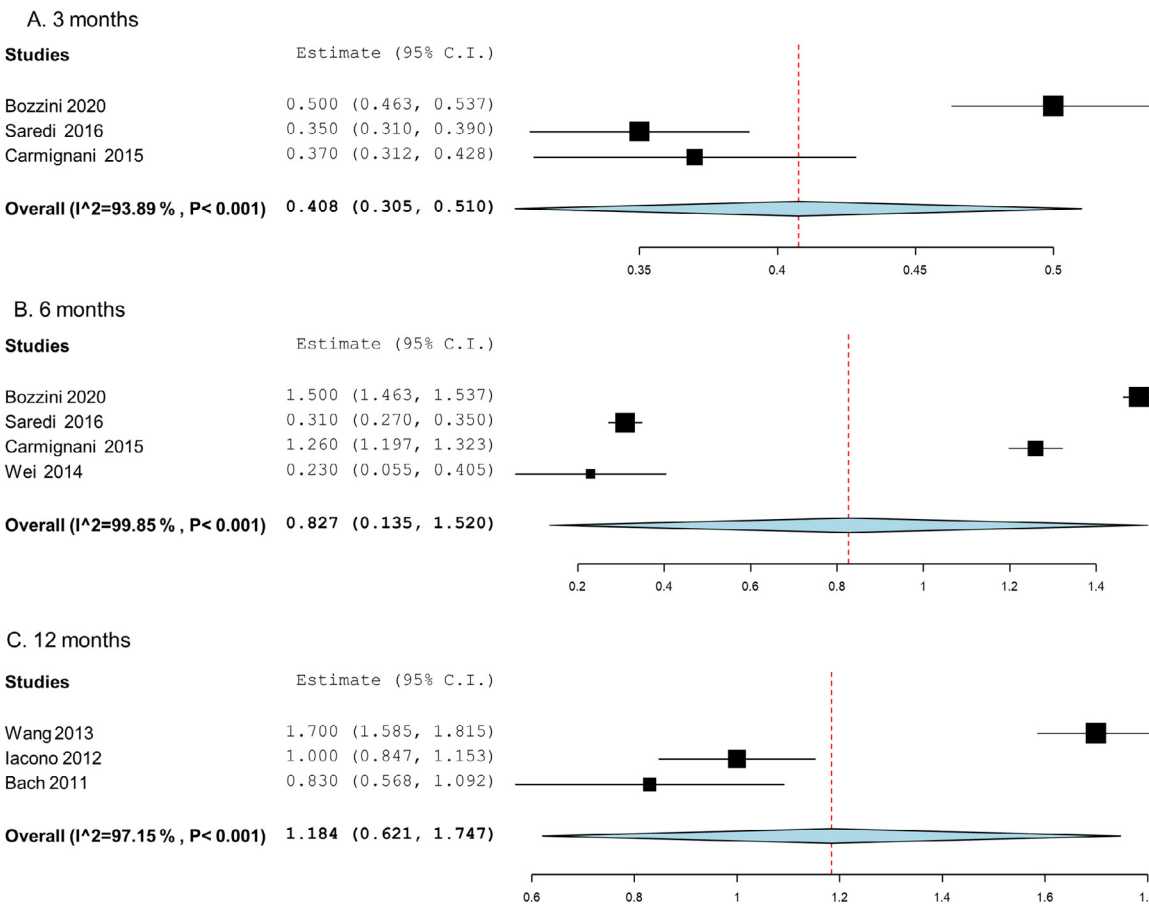 A. 3 months
Studies Estimate (95% C.I.)
Bozzini 2020 0.500 (0.463, 0.537)
Saredi 2016 0.350 (0.310, 0.390)
Carmignani 2015 0.370 (0.312, 0.428)
Overall (I^2=93.89 % , P< 0.001) 0.408 (0.305, 0.510)
0.35 0.4 0.45 0.5
B. 6 months
Studies Estimate (95% C.I.)
Bozzini 2020 1.500 (1.463, 1.537)
Saredi 2016 0.310 (0.270, 0.350)
Carmignani 2015 1.260 (1.197, 1.323)
Wei 2014 0.230 (0.055, 0.405)
Overall (I^2=99.85 % , P< 0.001) 0.827 (0.135, 1.520)
0.2 0.4 0.6 0.8 1 1.2 1.4
C. 12 months
Studies Estimate (95% C.I.)
Wang 2013 1.700 (1.585, 1.815)
Iacono 2012 1.000 (0.847, 1.153)
Bach 2011 0.830 (0.568, 1.092)
Overall (I^2=97.15 % , P< 0.001) 1.184 (0.621, 1.747)
0.6 0.8 1 1.2 1.4 1.6